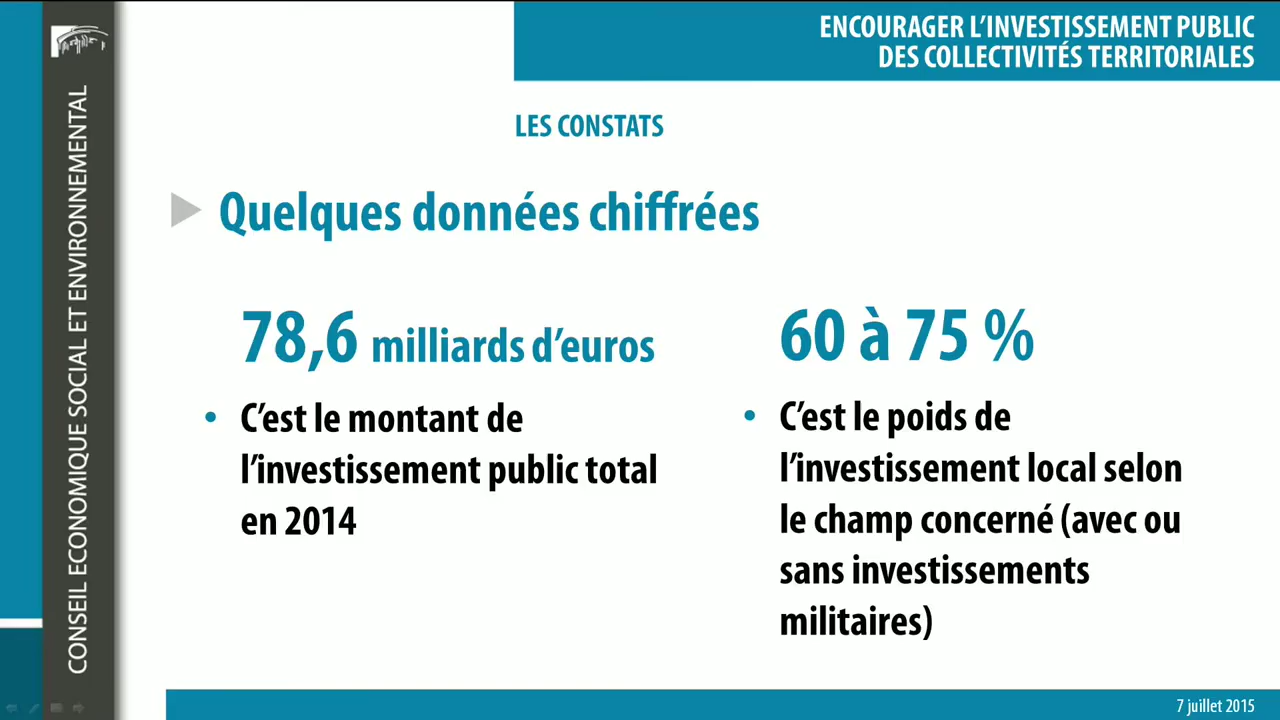 ENCOURAGER L’INVESTISSEMENT PUBLIC
DES COLLECTIVITÉS TERRITORIALES
CONSEIL ECONOMIQUE SOCIAL ET ENVIRONNEMENTAL
LES CONSTATS
Quelques données chiffrées
78,6 milliards d’euros
• C’est le montant de
l’investissement public total
en 2014
60 à 75 %
• C’est le poids de
l’investissement local selon
le champ concerné (avec ou
sans investissements
militaires)
7 juillet 2015